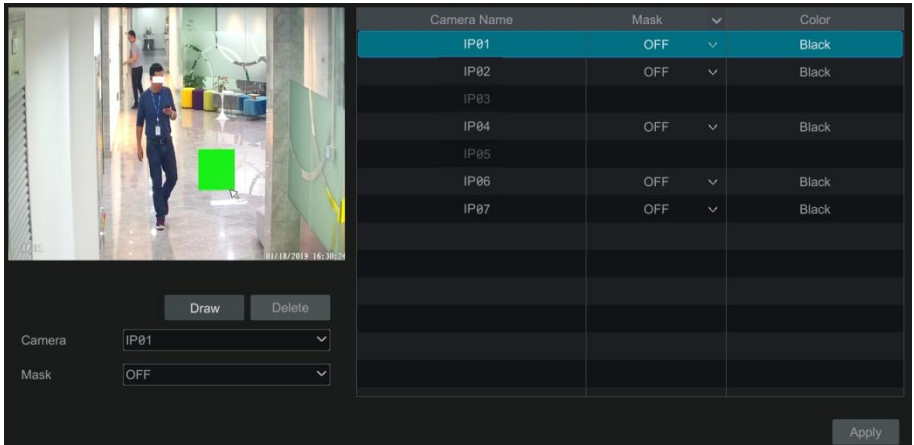 Camera Name Mask Color
IP01 OFF Black
IP02 OFF Black
IP03
IP04 OFF Black
IP05
IP06 OFF Black
IP07 OFF Black
01/18/2019 16:30:24
Draw Delete
Camera IP01
Mask OFF
Apply